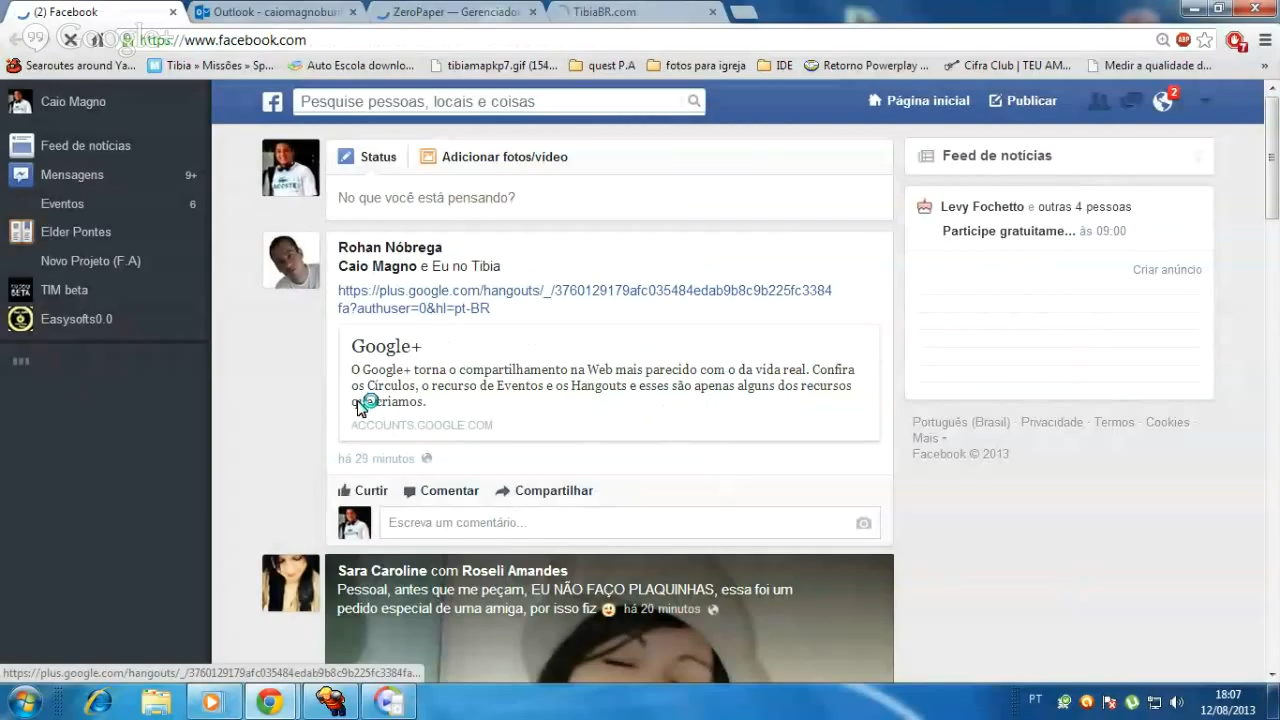 (2) Facebook
Outlook - caiomagnobun
ZeroPaper — Gerenciado
TibiaBR.com
Google+
https://www.facebook.com
7
Searcoutes around Ya...
Tibia » Missões » Sp...
Auto Escola downlo...
tibiamapkp7.gif (154...
quest P.A
fotos para igreja
IDE
Retorno Powerplay ...
Cifra Club | TEU AM...
Medir a qualidade d...
Caio Magno
Pesquise pessoas, locais e coisas
Página inicial
Publicar
2
Feed de notícias
Mensagens
9+
Eventos
6
Elder Pontes
Novo Projeto (F.A)
TIM beta
Easysofts0.0
Status
Adicionar fotos/vídeo
No que você está pensando?
Rohan Nóbrega
Caio Magno e Eu no Tibia
https://plus.google.com/hangouts/_/3760129179afc035484edab9b8c9b225fc3384
fa?authuser=0&hl=pt-BR
Google+
O Google+ torna o compartilhamento na Web mais parecido com o da vida real. Confira
os Círculos, o recurso de Eventos e os Hangouts e esses são apenas alguns dos recursos
criamos.
ACCOUNTS.GOOGLE.COM
há 29 minutos
Curtir
Comentar
Compartilhar
Escreva um comentário...
Sara Caroline com Roseli Amandes
Pessoal, antes que me peçam, EU NÃO FAÇO PLAQUINHAS, essa foi um
pedido especial de uma amiga, por isso fiz há 20 minutos
Feed de notícias
Levy Fochetto e outras 4 pessoas
Participe gratuitame... às 09:00
Criar anúncio
Português (Brasil) · Privacidade · Termos · Cookies ·
Mais
Facebook © 2013
https://plus.google.com/hangouts/_/3760129179afc035484edab9b8c9b225fc3384fa...
PT
18:07
12/08/2013